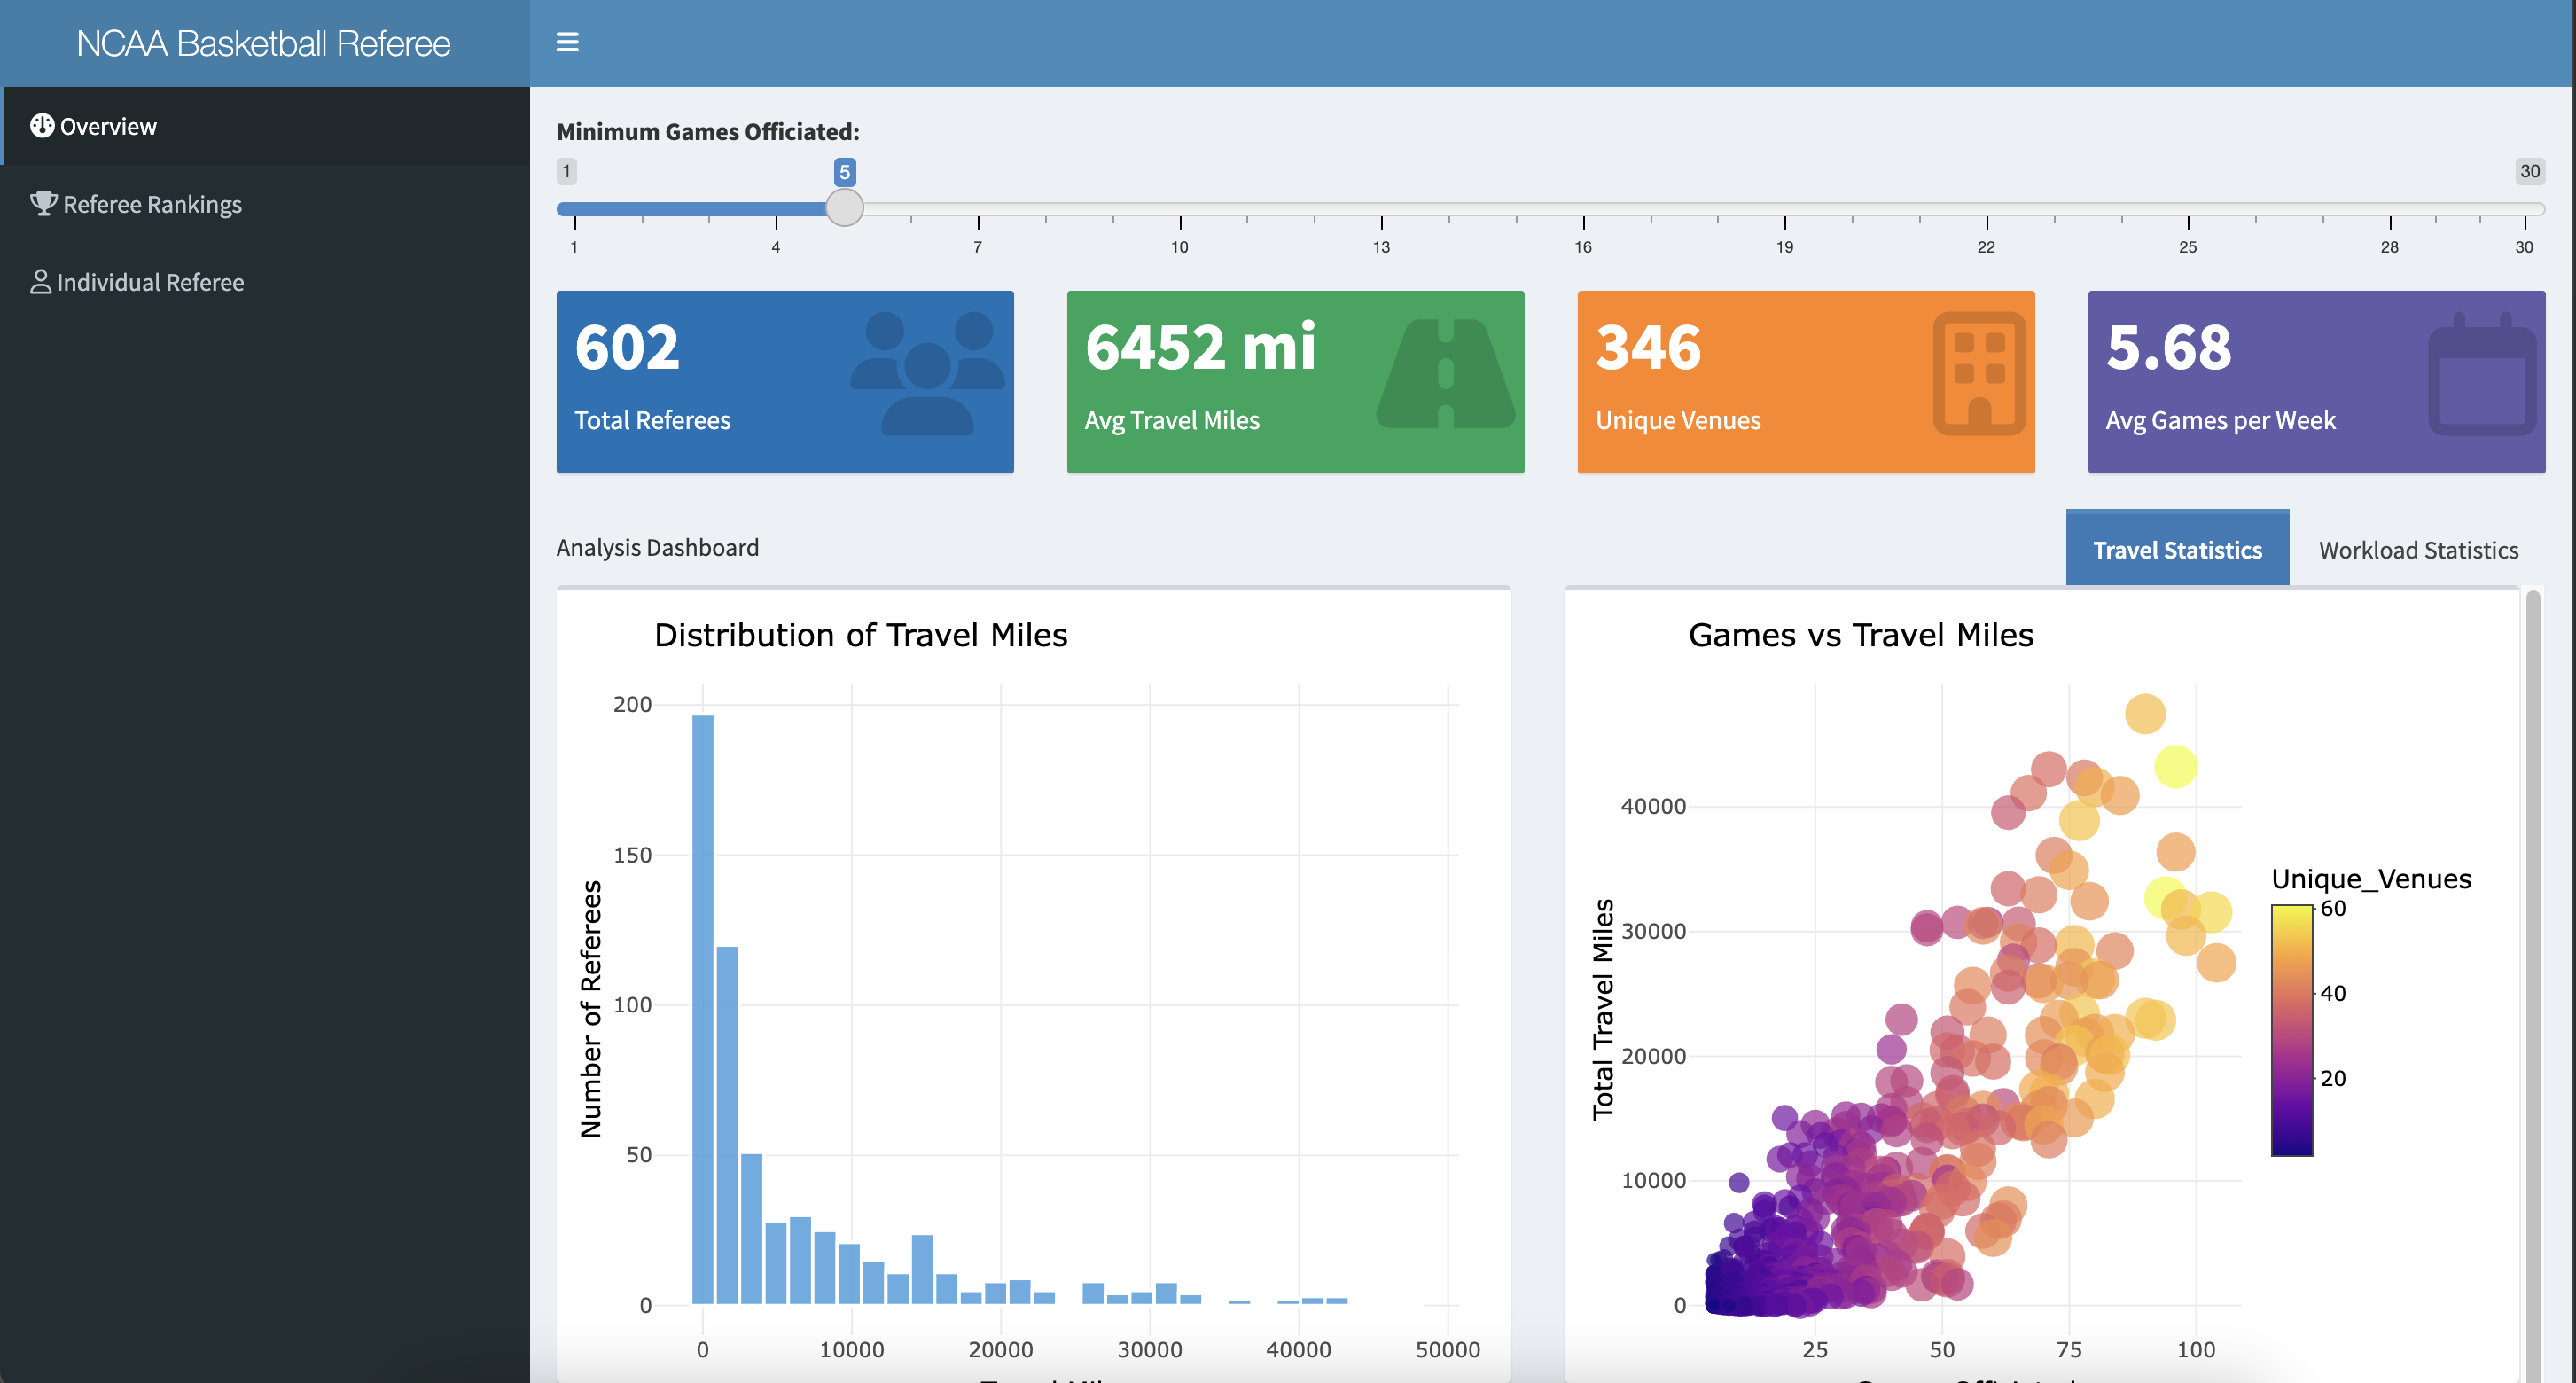 NCAA Basketball Referee
Overview
Referee Rankings
Individual Referee
Minimum Games Officiated:
1
5
30
1 4 7 10 13 16 19 22 25 28 30
602
Total Referees
6452 mi
Avg Travel Miles
346
Unique Venues
5.68
Avg Games per Week
Analysis Dashboard
Travel Statistics
Workload Statistics
Distribution of Travel Miles
Number of Referees
200
150
100
50
0
0 10000 20000 30000 40000 50000
Games vs Travel Miles
Total Travel Miles
40000
30000
20000
10000
0
25 50 75 100
Unique_Venues
60
40
20